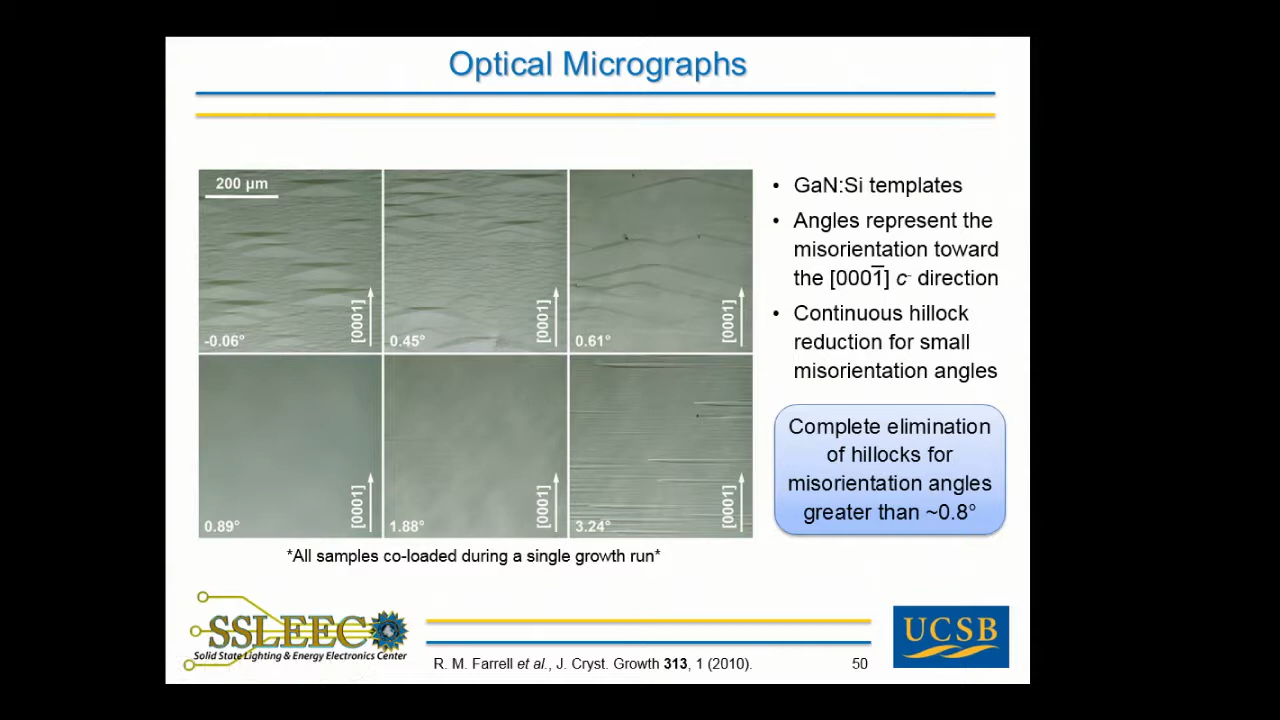 Optical Micrographs
200 µm
[0001]
-0.06°
[0001]
0.45°
[0001]
0.61°
[0001]
0.89°
[0001]
1.88°
[0001]
3.24°
*All samples co-loaded during a single growth run*
• GaN:Si templates
• Angles represent the
misorientation toward
the [0001̅] c⁻ direction
• Continuous hillock
reduction for small
misorientation angles
Complete elimination
of hillocks for
misorientation angles
greater than ~0.8°
SSLEEC
Solid State Lighting & Energy Electronics Center
R. M. Farrell et al., J. Cryst. Growth 313, 1 (2010).
50
UCSB